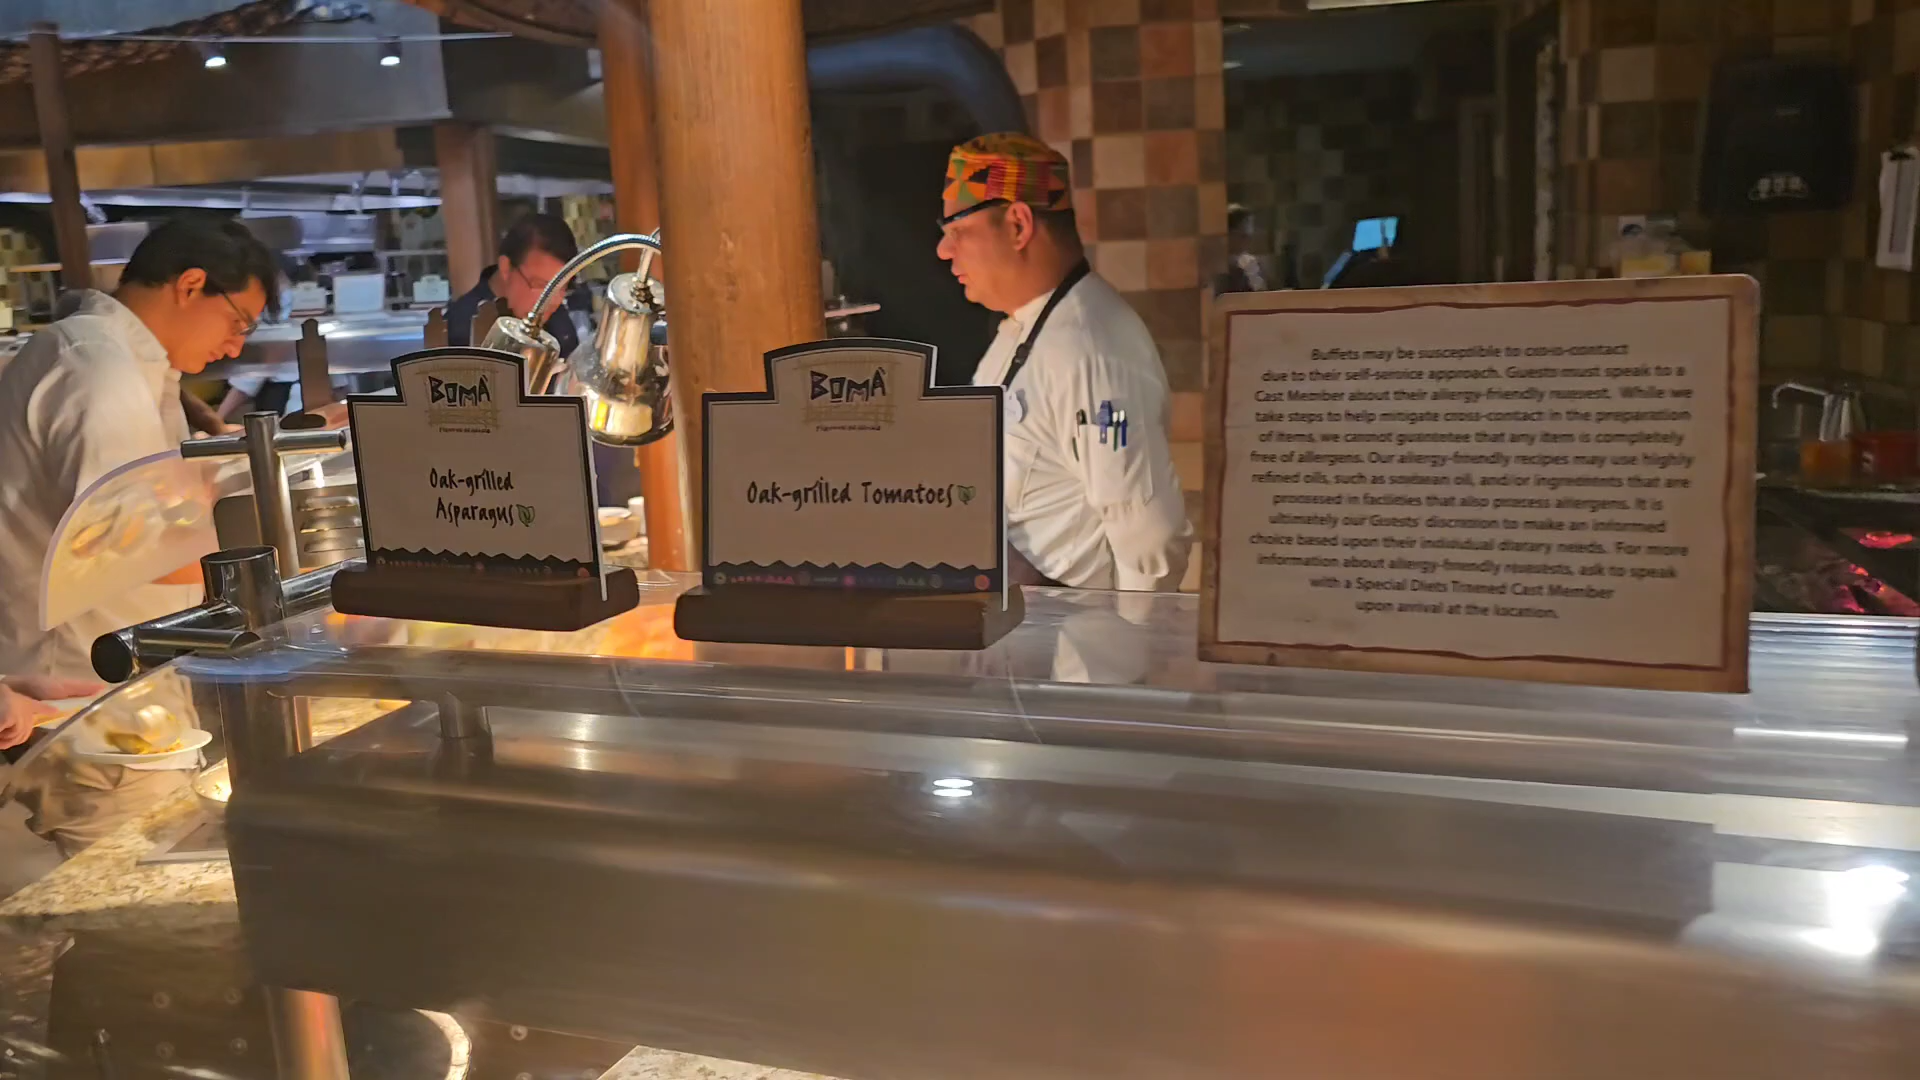 BOMA
Oak-grilled
Asparagus
BOMA
Oak-grilled Tomatoes
Buffets may be susceptible to cross-contact
due to their self-service approach. Guests must speak to a
Cast Member about their allergy-friendly request. While we
take steps to help mitigate cross-contact in the preparation
of items, we cannot guarantee that any item is completely
free of allergens. Our allergy-friendly recipes may use highly
refined oils, such as soybean oil, and/or ingredients that are
processed in facilities that also process allergens. It is
ultimately our Guests' discretion to make an informed
choice based upon their individual dietary needs. For more
information about allergy-friendly requests, ask to speak
with a Special Diets Trained Cast Member
upon arrival at the location.